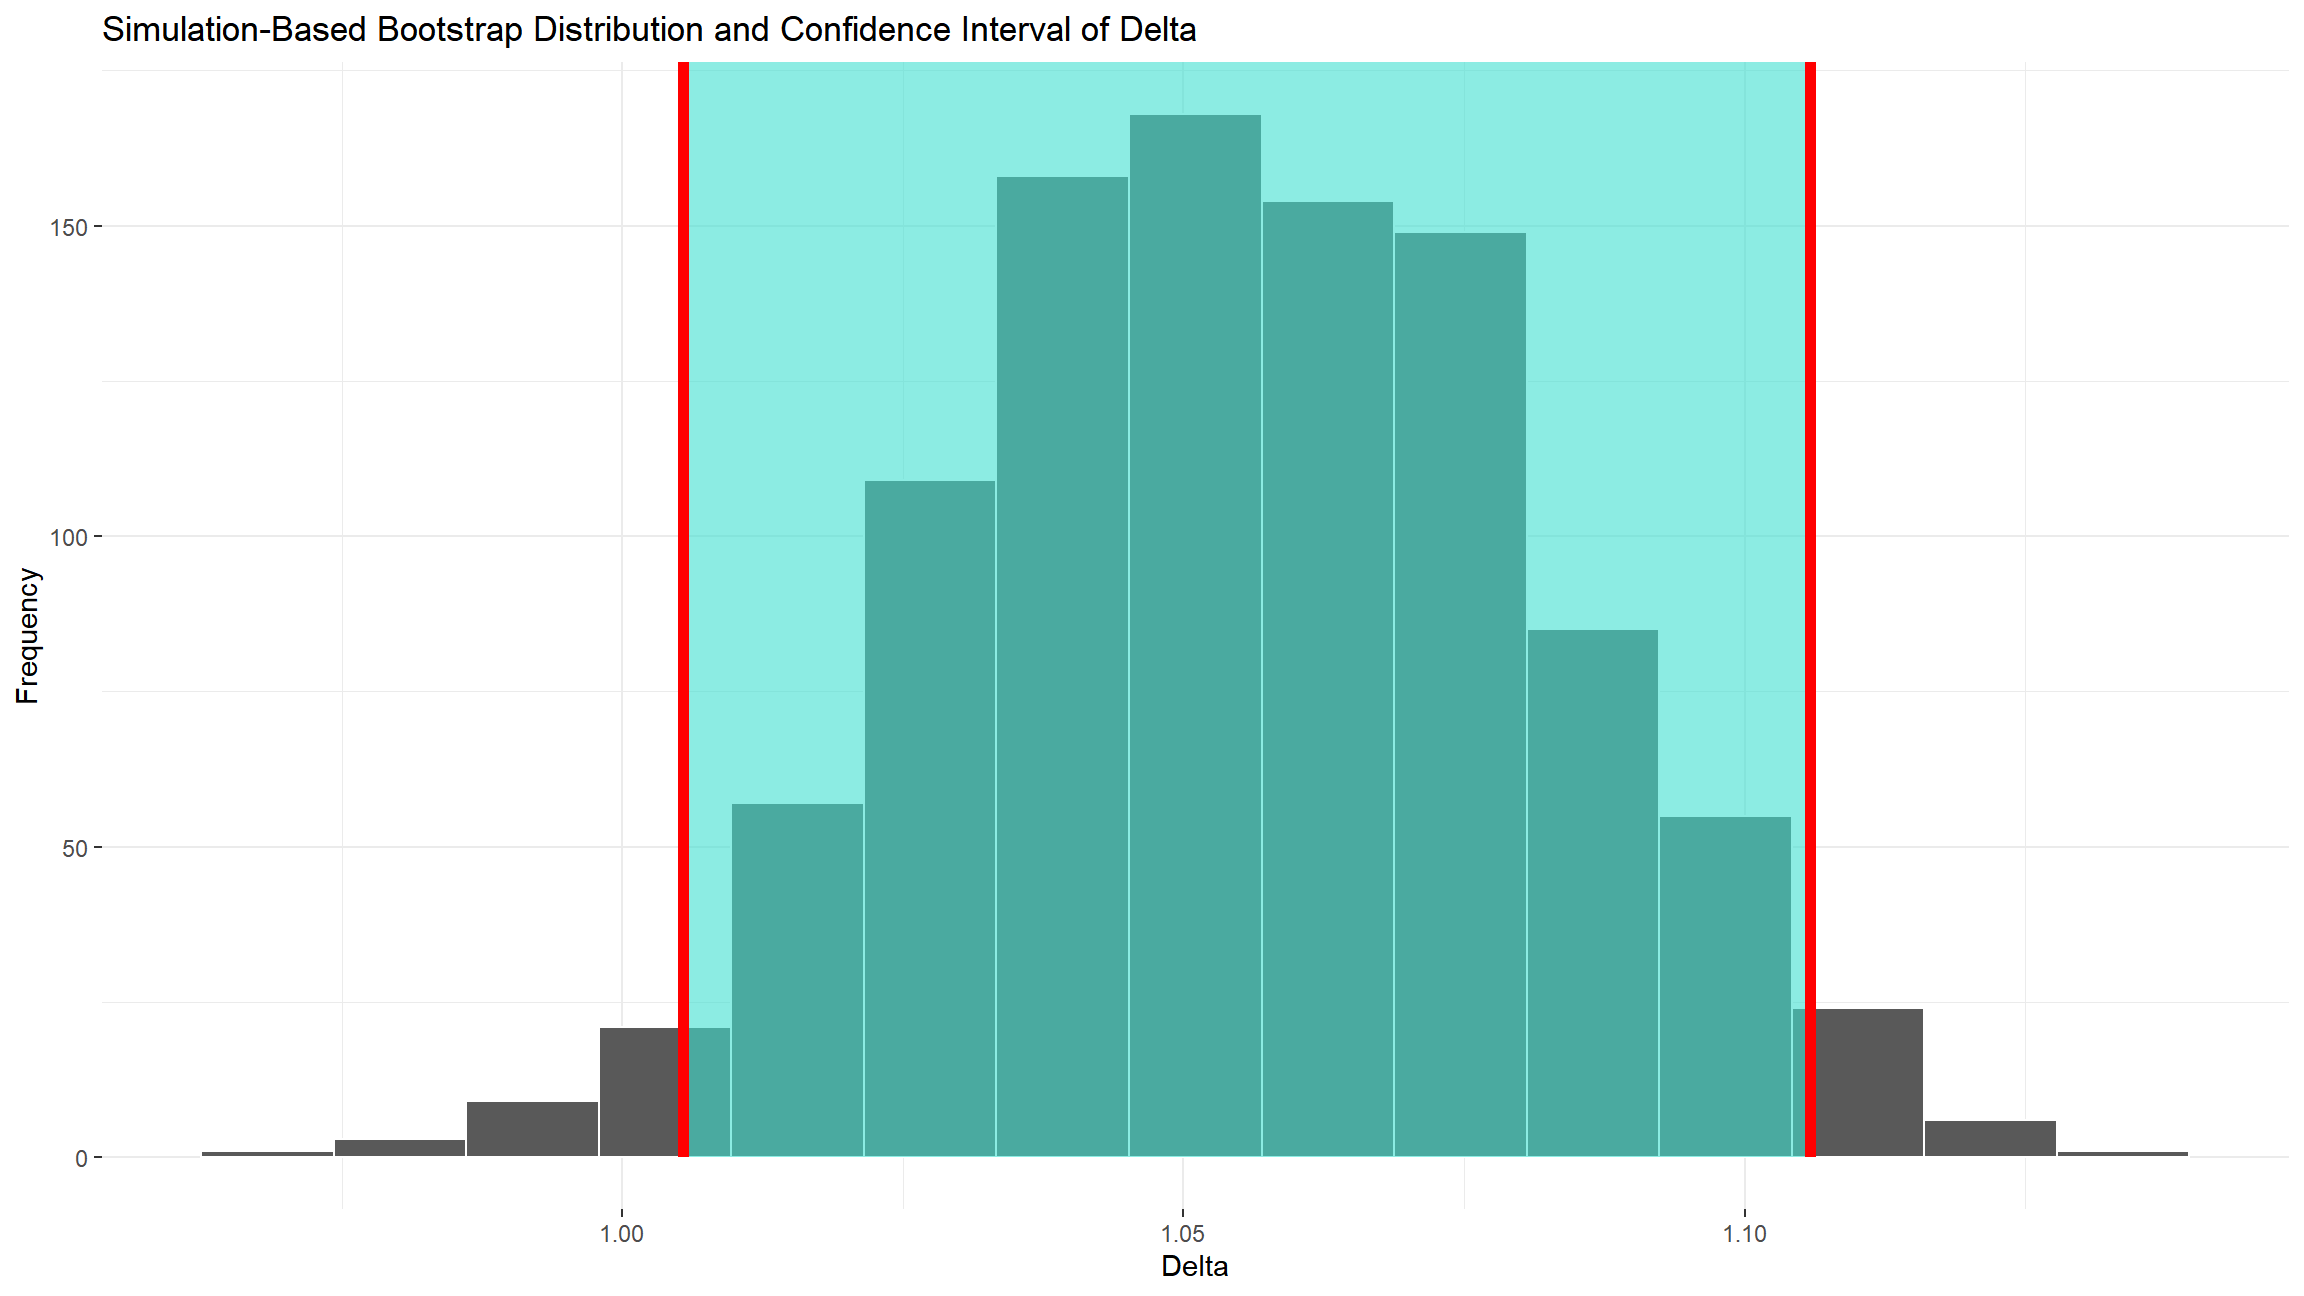 Simulation-Based Bootstrap Distribution and Confidence Interval of Delta
Frequency
150
100
50
0
1.00
1.05
1.10
Delta